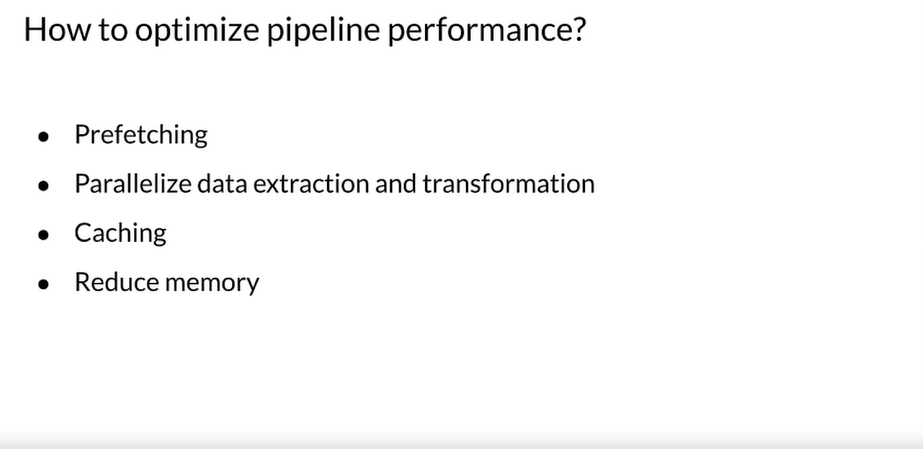 How to optimize pipeline performance?
● Prefetching
● Parallelize data extraction and transformation
● Caching
● Reduce memory